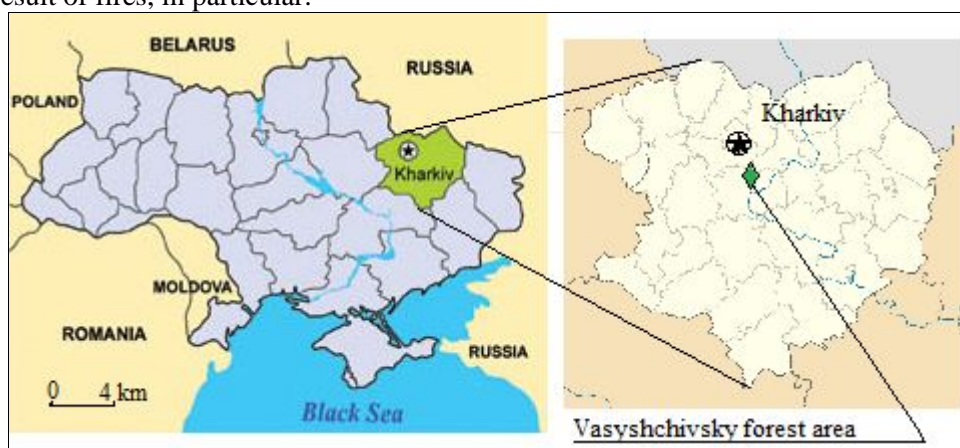 result of fires, in particular.
BELARUS
RUSSIA
POLAND
Kharkiv
MOLDOVA
ROMANIA
RUSSIA
0 4 km
Black Sea
Kharkiv
Vasyshchivsky forest area